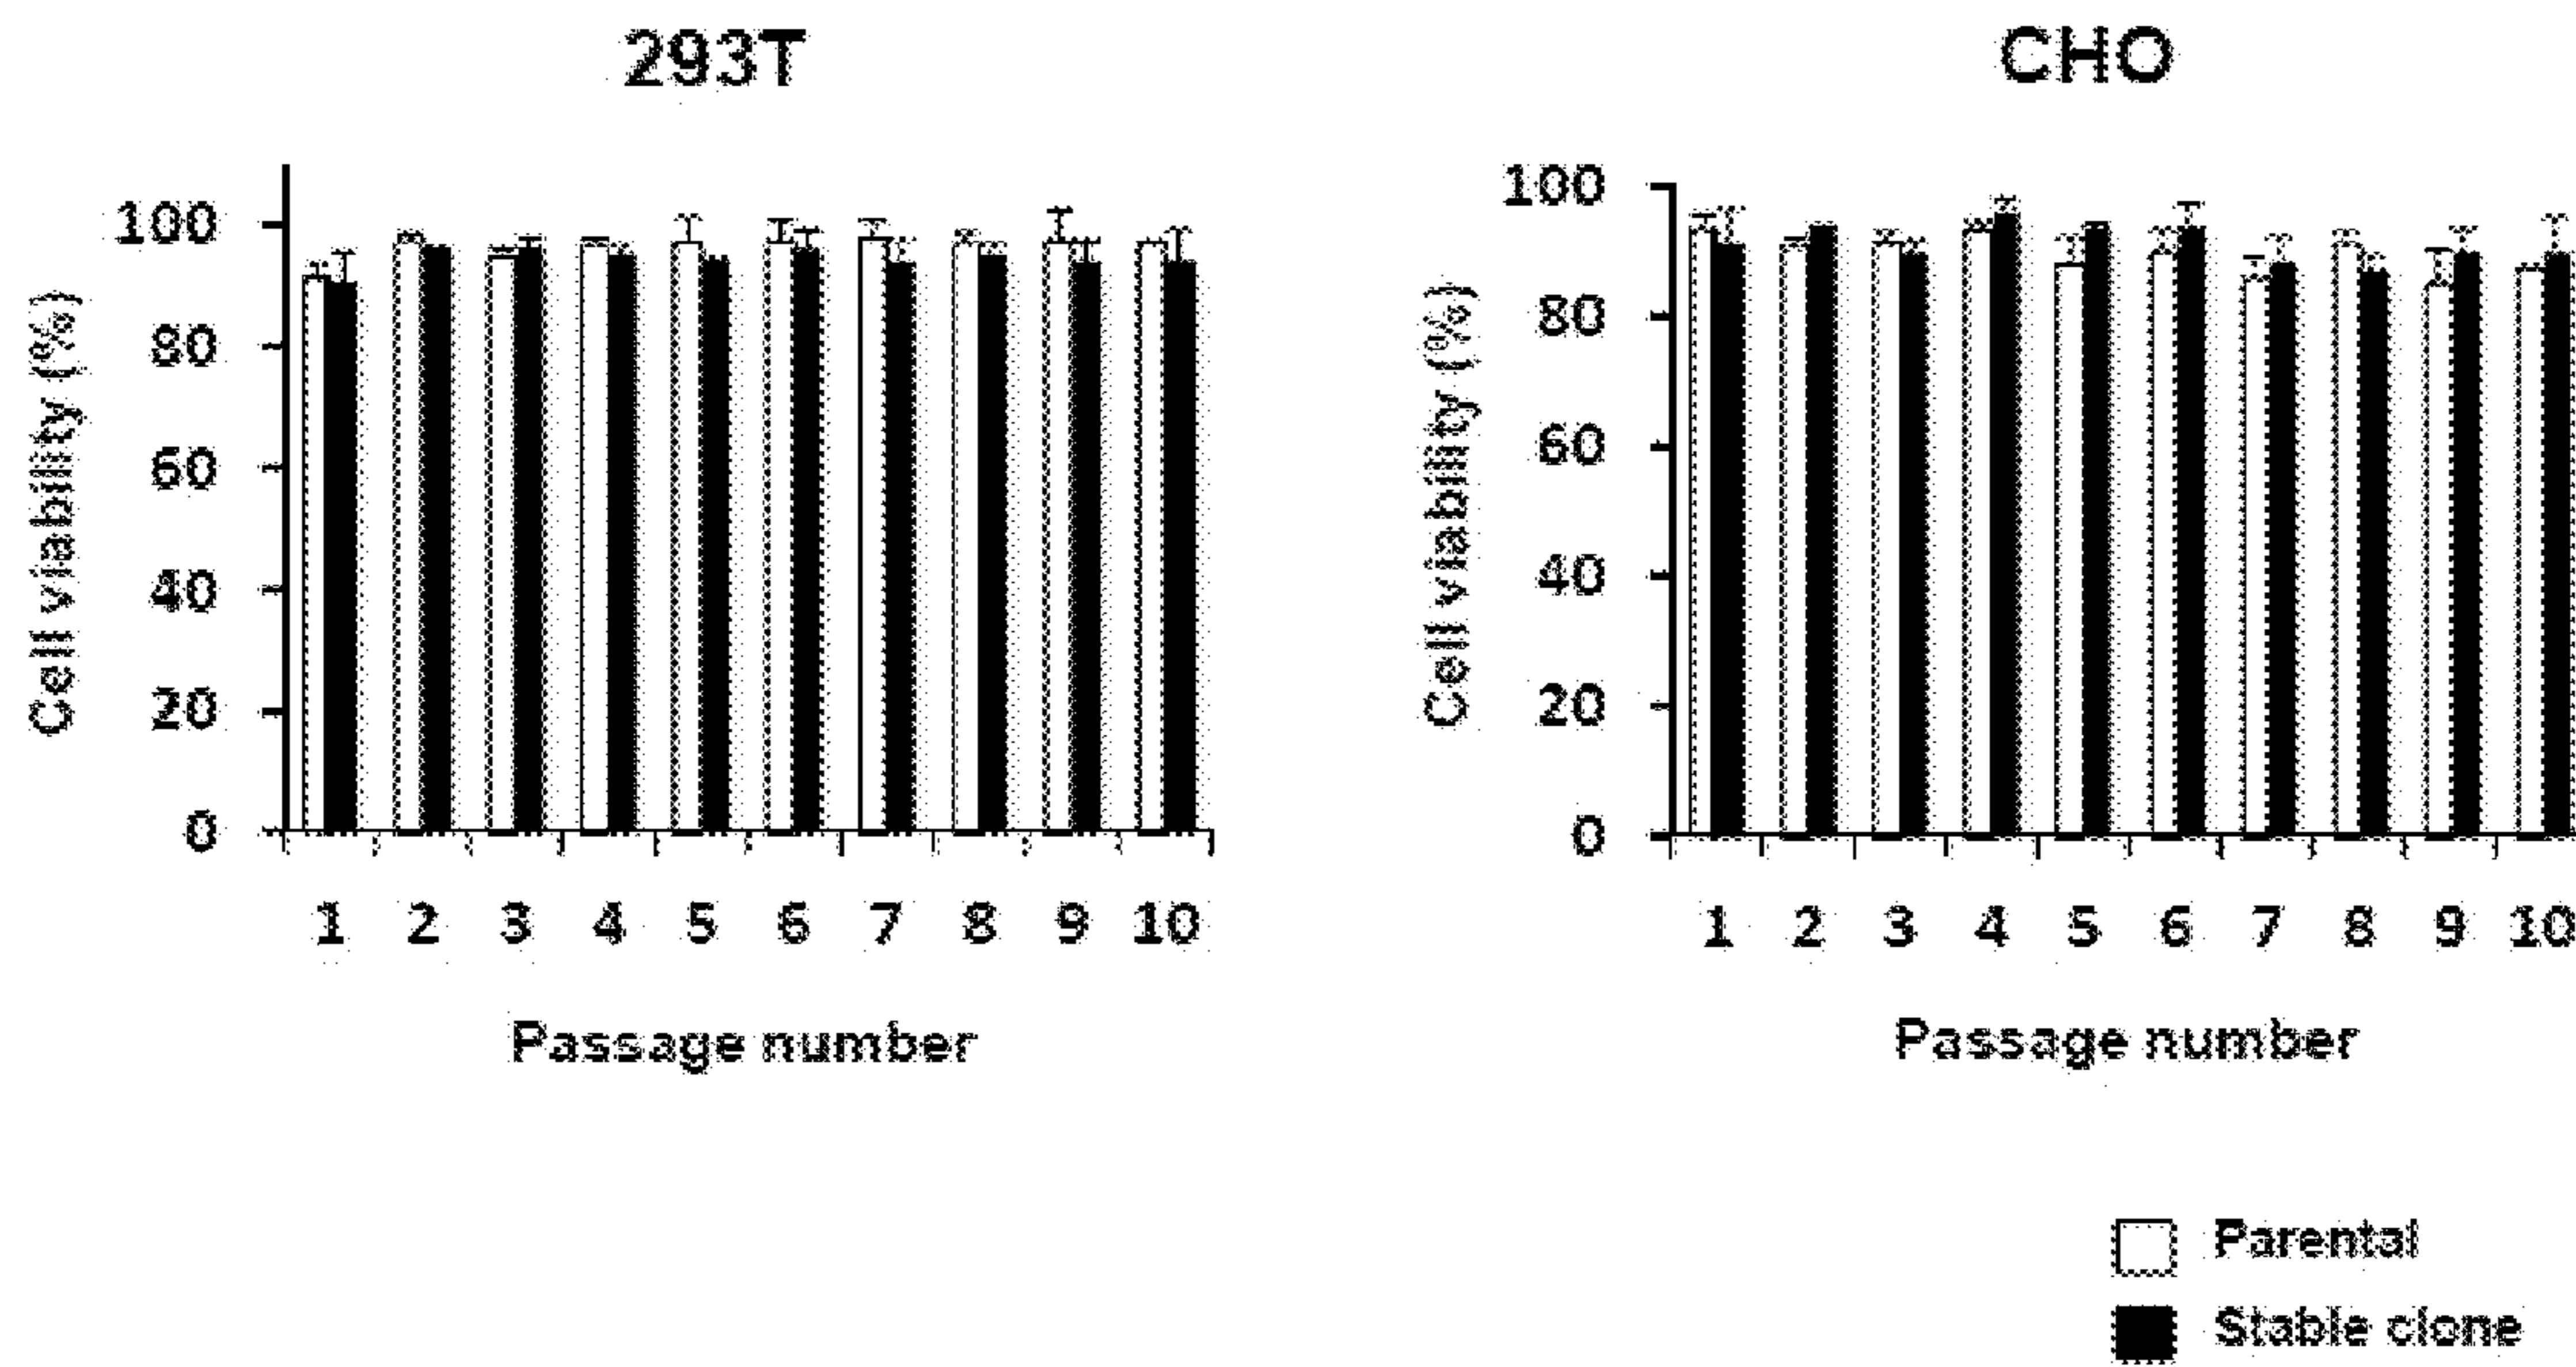 293T
Cell viability (%)
100
80
60
40
20
0
1 2 3 4 5 6 7 8 9 10
Passage number
CHO
Cell viability (%)
100
80
60
40
20
0
1 2 3 4 5 6 7 8 9 10
Passage number
Parental
Stable clone